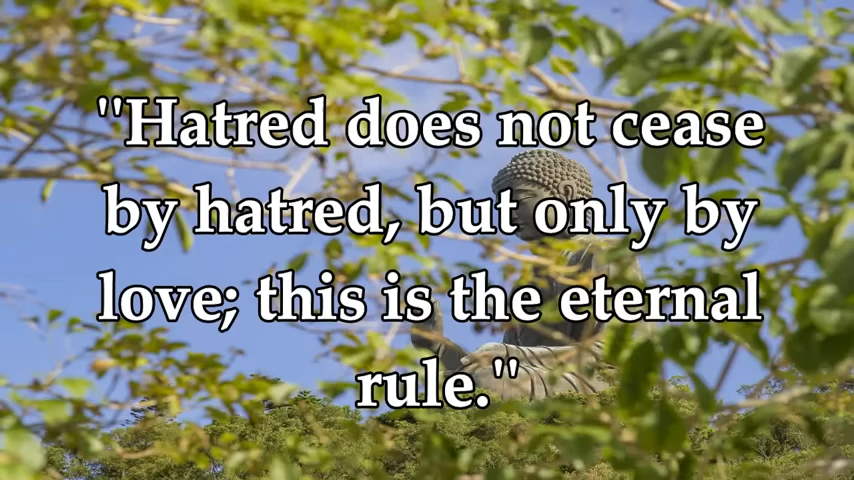 "Hatred does not cease
by hatred, but only by
love; this is the eternal
rule."